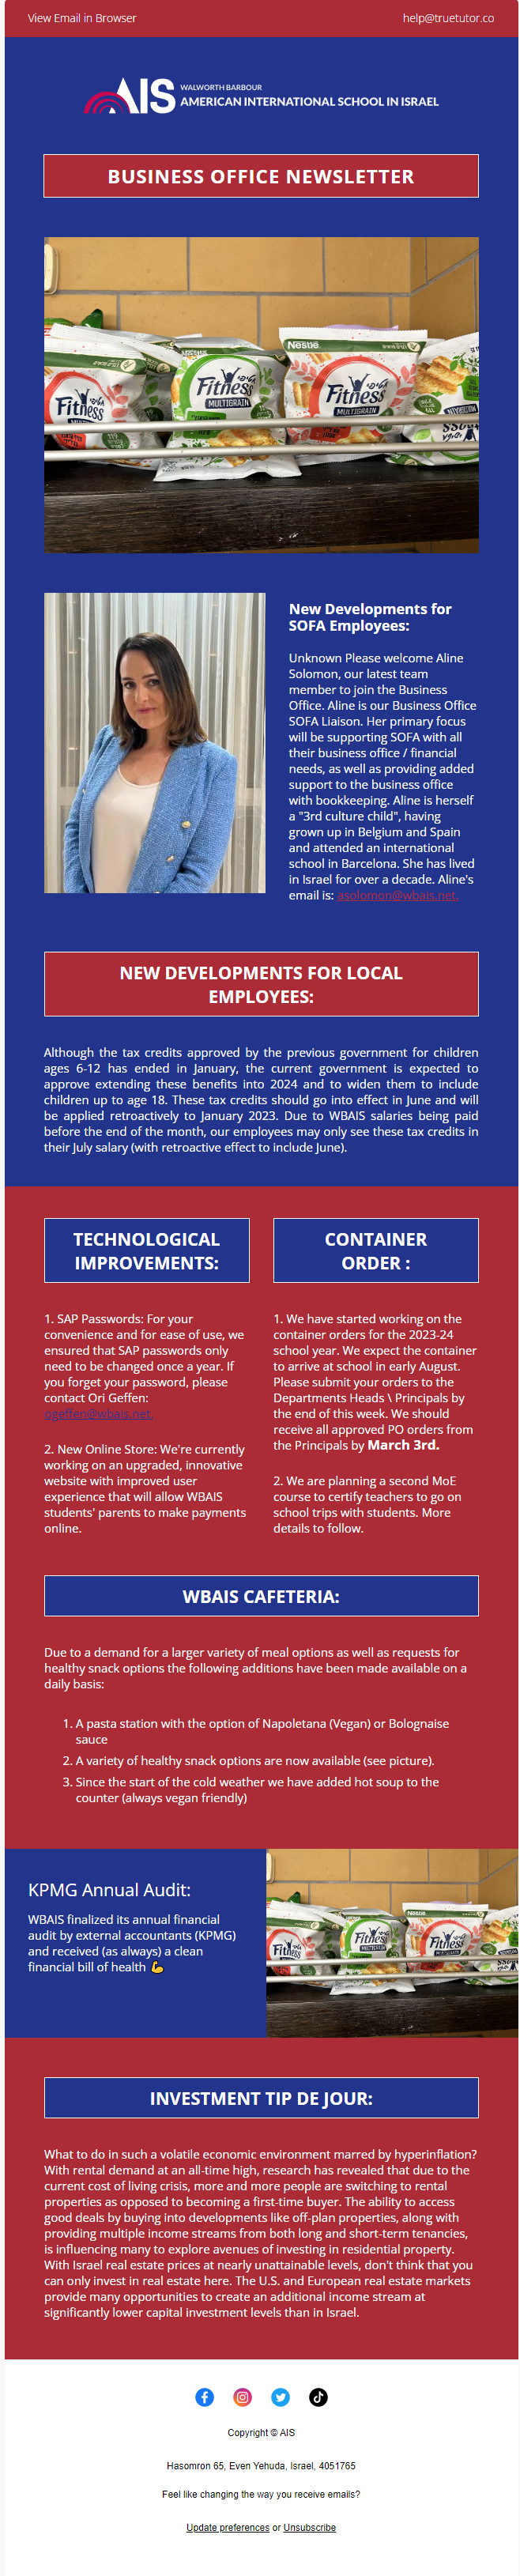 View Email in Browser
help@truetutor.co
AIS WALWORTH BARBOUR
AMERICAN INTERNATIONAL SCHOOL IN ISRAEL
BUSINESS OFFICE NEWSLETTER
Nestlé
Fitness
MULTIGRAIN
Fitness
MULTIGRAIN
Fitness
MULTIGRAIN
New Developments for
SOFA Employees:
Unknown Please welcome Aline
Solomon, our latest team
member to join the Business
Office. Aline is our Business Office
SOFA Liaison. Her primary focus
will be supporting SOFA with all
their business office / financial
needs, as well as providing added
support to the business office
with bookkeeping. Aline is herself
a "3rd culture child", having
grown up in Belgium and Spain
and attended an international
school in Barcelona. She has lived
in Israel for over a decade. Aline's
email is: asolomon@wbais.net.
NEW DEVELOPMENTS FOR LOCAL
EMPLOYEES:
Although the tax credits approved by the previous government for children
ages 6-12 has ended in January, the current government is expected to
approve extending these benefits into 2024 and to widen them to include
children up to age 18. These tax credits should go into effect in June and will
be applied retroactively to January 2023. Due to WBAIS salaries being paid
before the end of the month, our employees may only see these tax credits in
their July salary (with retroactive effect to include June).
TECHNOLOGICAL
IMPROVEMENTS:
1. SAP Passwords: For your
convenience and for ease of use, we
ensured that SAP passwords only
need to be changed once a year. If
you forget your password, please
contact Ori Geffen:
ogeffen@wbais.net.
2. New Online Store: We're currently
working on an upgraded, innovative
website with improved user
experience that will allow WBAIS
students' parents to make payments
online.
CONTAINER
ORDER :
1. We have started working on the
container orders for the 2023-24
school year. We expect the container
to arrive at school in early August.
Please submit your orders to the
Departments Heads \ Principals by
the end of this week. We should
receive all approved PO orders from
the Principals by March 3rd.
2. We are planning a second MoE
course to certify teachers to go on
school trips with students. More
details to follow.
WBAIS CAFETERIA:
Due to a demand for a larger variety of meal options as well as requests for
healthy snack options the following additions have been made available on a
daily basis:
1. A pasta station with the option of Napoletana (Vegan) or Bolognaise
sauce
2. A variety of healthy snack options are now available (see picture).
3. Since the start of the cold weather we have added hot soup to the
counter (always vegan friendly)
KPMG Annual Audit:
WBAIS finalized its annual financial
audit by external accountants (KPMG)
and received (as always) a clean
financial bill of health 💪
Fitness
Fitness
Fitness
INVESTMENT TIP DE JOUR:
What to do in such a volatile economic environment marred by hyperinflation?
With rental demand at an all-time high, research has revealed that due to the
current cost of living crisis, more and more people are switching to rental
properties as opposed to becoming a first-time buyer. The ability to access
good deals by buying into developments like off-plan properties, along with
providing multiple income streams from both long and short-term tenancies,
is influencing many to explore avenues of investing in residential property.
With Israel real estate prices at nearly unattainable levels, don't think that you
can only invest in real estate here. The U.S. and European real estate markets
provide many opportunities to create an additional income stream at
significantly lower capital investment levels than in Israel.
Copyright © AIS
Hasomron 65, Even Yehuda, Israel, 4051765
Feel like changing the way you receive emails?
Update preferences or Unsubscribe